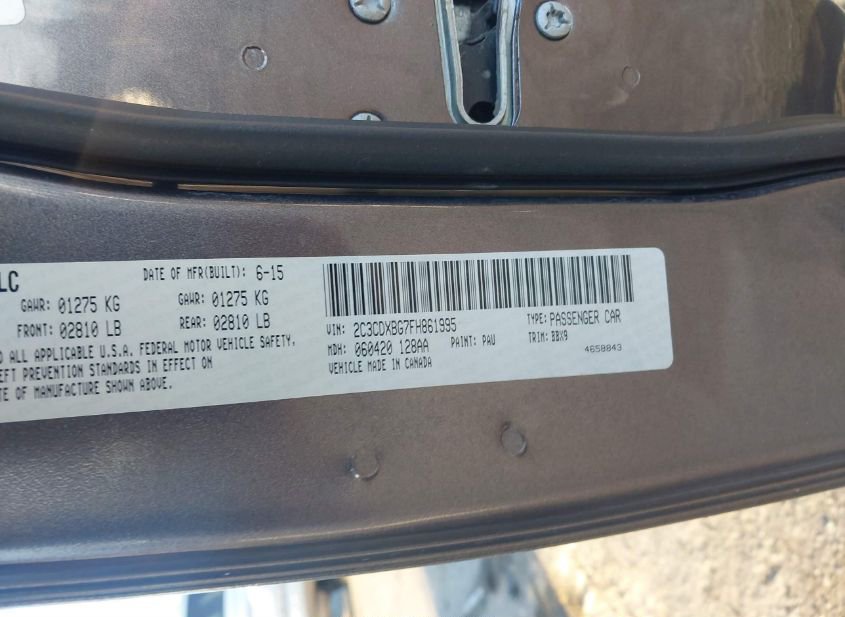 LC
DATE OF MFR(BUILT): 6-15
GAWR: 01275 KG GAWR: 01275 KG
FRONT: 02810 LB REAR: 02810 LB
ALL APPLICABLE U.S.A. FEDERAL MOTOR VEHICLE SAFETY,
EFT PREVENTION STANDARDS IN EFFECT ON
TE OF MANUFACTURE SHOWN ABOVE.
VIN: 2C3CDXBG7FH861995 TYPE: PASSENGER CAR
MDH: 060420 128AA PAINT: PAU TRIM: BBX9
VEHICLE MADE IN CANADA 4658843